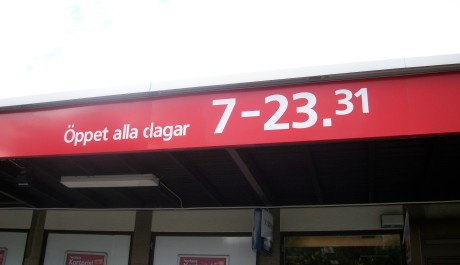 Öppet alla dagar 7-23.31